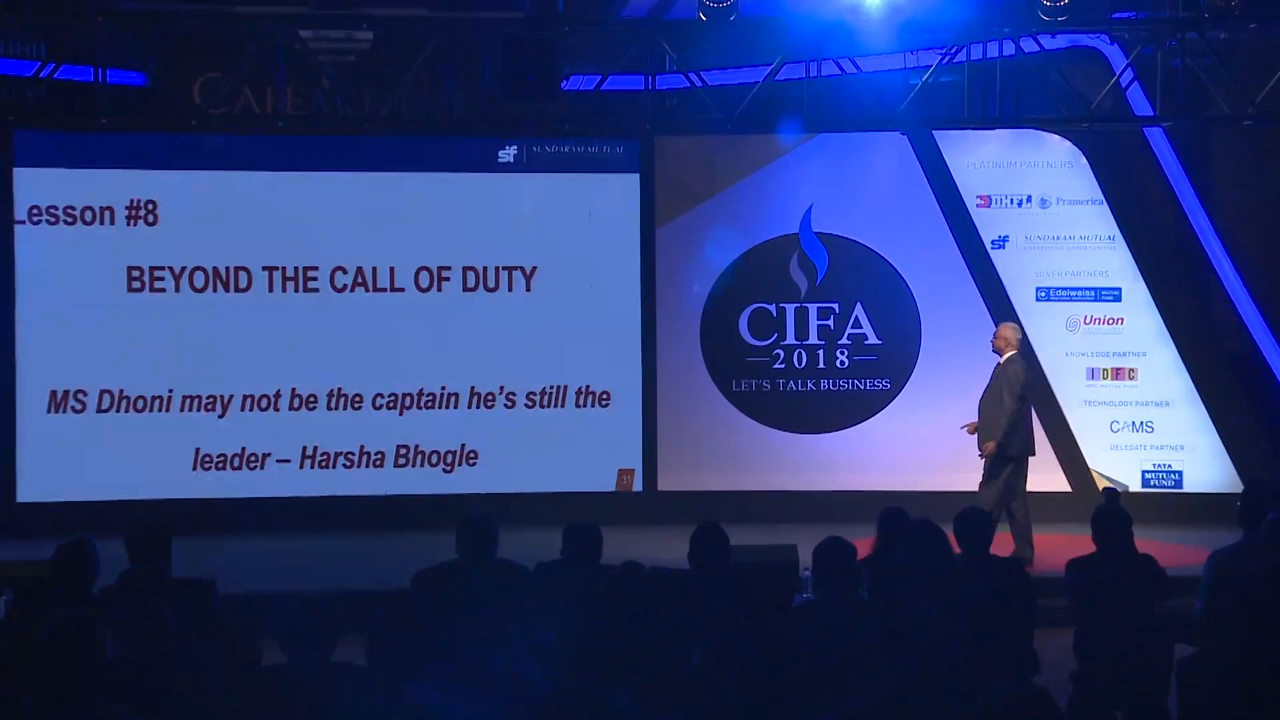 SUNDARAM MUTUAL
Lesson #8
BEYOND THE CALL OF DUTY
MS Dhoni may not be the captain he's still the
leader – Harsha Bhogle
31
CIFA
—2018—
LET'S TALK BUSINESS
PLATINUM PARTNERS
DHFL Pramerica
SUNDARAM MUTUAL
SILVER PARTNERS
Edelweiss MUTUAL FUND
Union
KNOWLEDGE PARTNER
IDFC
TECHNOLOGY PARTNER
CAMS
DELEGATE PARTNER
TATA
MUTUAL
FUND